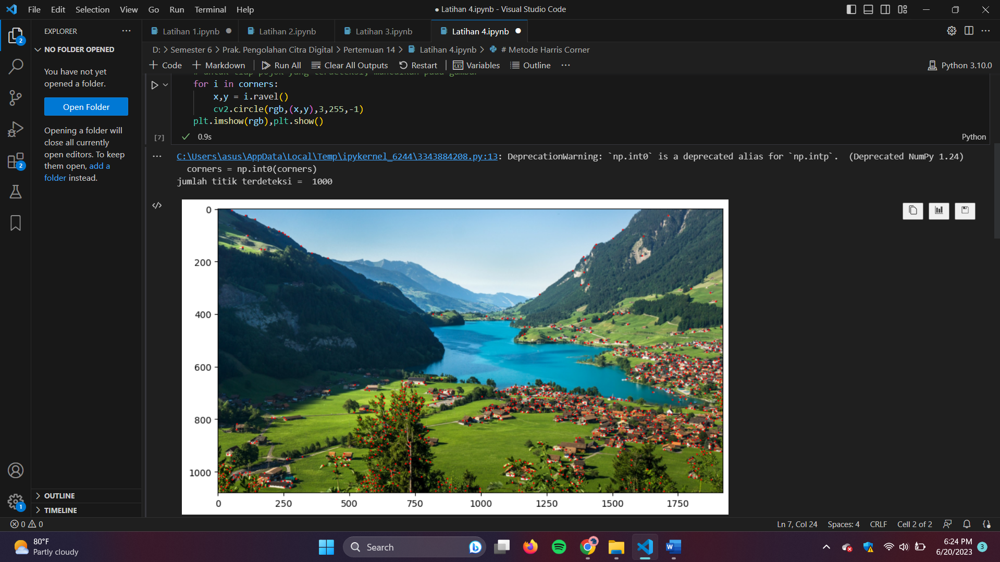 File Edit Selection View Go Run Terminal Help
● Latihan 4.ipynb - Visual Studio Code
EXPLORER
Latihan 1.ipynb
Latihan 2.ipynb
Latihan 3.ipynb
Latihan 4.ipynb
NO FOLDER OPENED
D: > Semester 6 > Prak. Pengolahan Citra Digital > Pertemuan 14 > Latihan 4.ipynb > # Metode Harris Corner
+ Code + Markdown Run All Clear All Outputs Restart Variables Outline ...
Python 3.10.0
You have not yet
opened a folder.
Open Folder
Opening a folder will
close all currently
open editors. To keep
them open, add a
folder instead.
2
2
for i in corners:
x,y = i.ravel()
cv2.circle(rgb,(x,y),3,255,-1)
plt.imshow(rgb),plt.show()
[7]
0.9s
Python
C:\Users\asus\AppData\Local\Temp\ipykernel_6244\3343884208.py:13: DeprecationWarning: `np.int0` is a deprecated alias for `np.intp`.  (Deprecated NumPy 1.24)
corners = np.int0(corners)
jumlah titik terdeteksi =  1000
0
200
400
600
800
1000
0 250 500 750 1000 1250 1500 1750
OUTLINE
TIMELINE
1
0 0
Ln 7, Col 24 Spaces: 4 CRLF Cell 2 of 2
80°F
Partly cloudy
Search
W
6:24 PM
6/20/2023
3